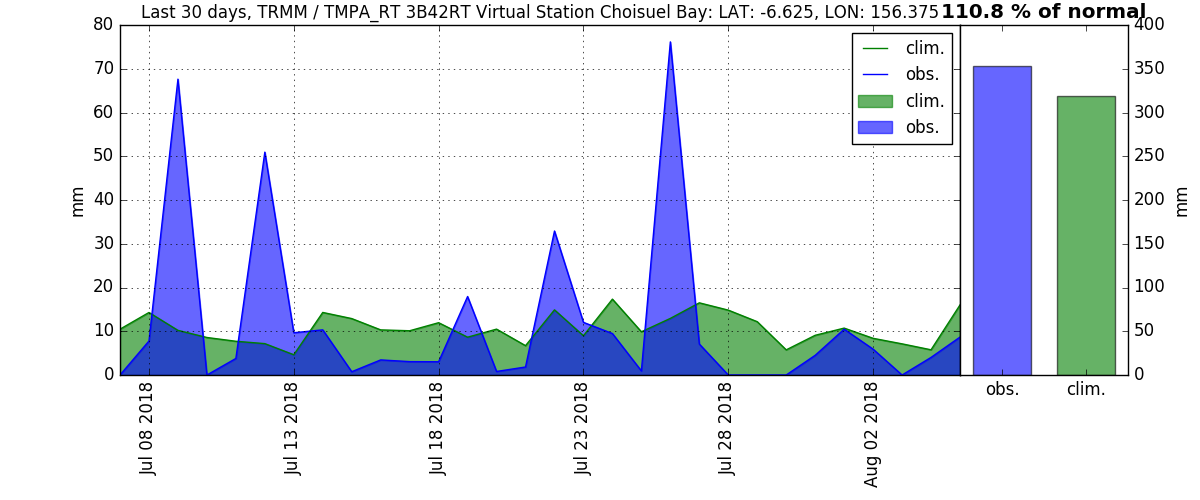 Last 30 days, TRMM / TMPA_RT 3B42RT Virtual Station Choisuel Bay: LAT: -6.625, LON: 156.375
110.8 % of normal
80
70
60
50
40
30
20
10
0
mm
clim.
obs.
clim.
obs.
400
350
300
250
200
150
100
50
0
mm
Jul 08 2018
Jul 13 2018
Jul 18 2018
Jul 23 2018
Jul 28 2018
Aug 02 2018
obs.
clim.